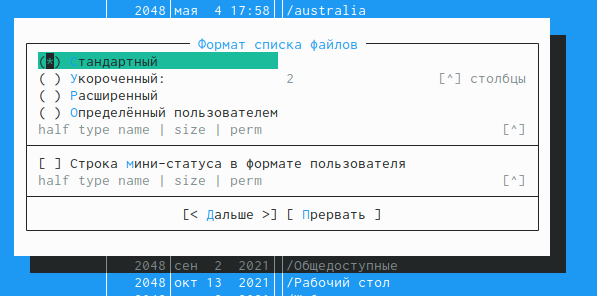 2048 мая 4 17:58 /australia
Формат списка файлов
(*) Стандартный
( ) Укороченный: 2 [^] столбцы
( ) Расширенный
( ) Определённый пользователем
half type name | size | perm [^]
[ ] Строка мини-статуса в формате пользователя
half type name | size | perm [^]
[< Дальше >] [ Прервать ]
2048 сен 2 2021 /Общедоступные
2048 окт 13 2021 /Рабочий стол